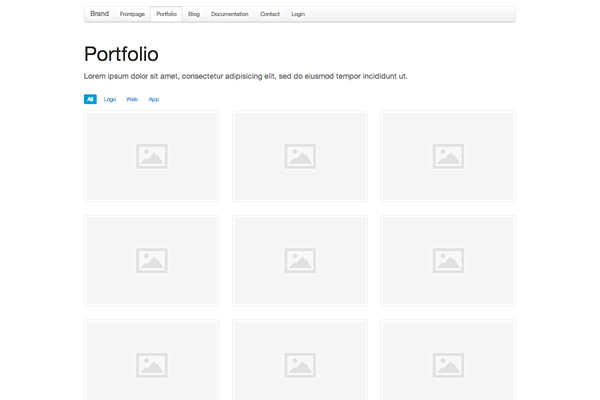 Brand Frontpage Portfolio Blog Documentation Contact Login
Portfolio
Lorem ipsum dolor sit amet, consectetur adipisicing elit, sed do eiusmod tempor incididunt ut.
All Logo Web App